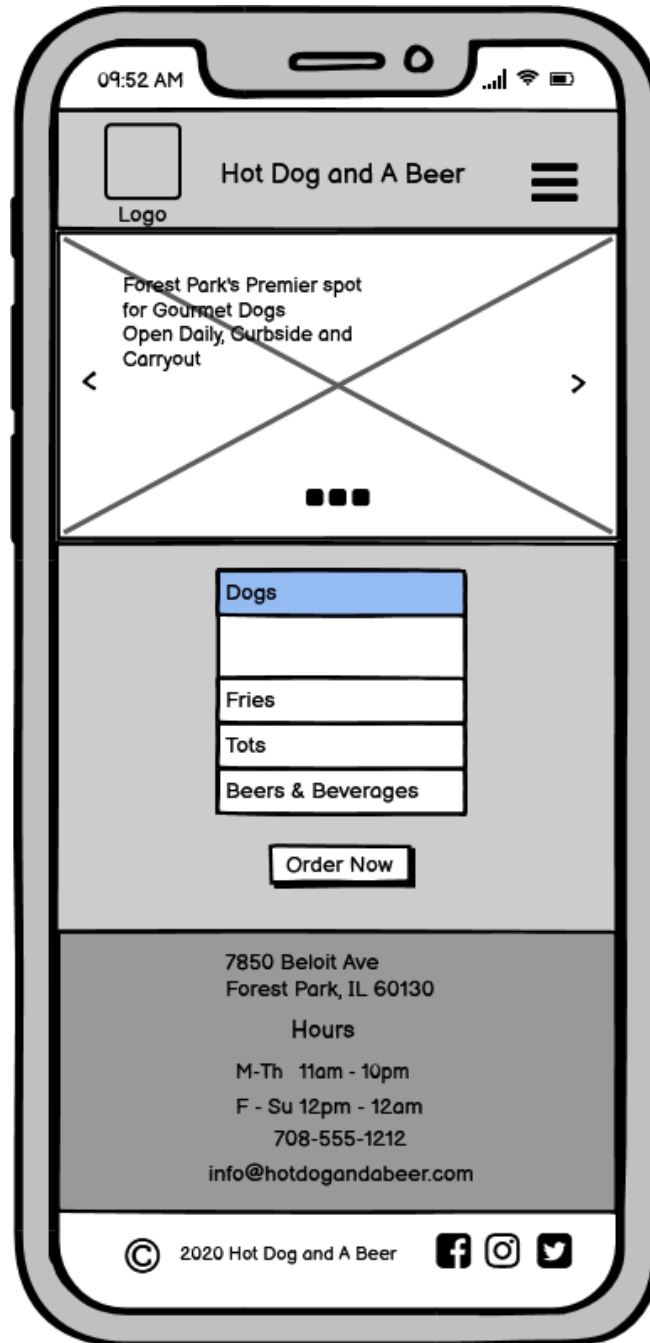 09:52 AM
Hot Dog and A Beer
Logo
Forest Park's Premier spot
for Gourmet Dogs
Open Daily, Curbside and
Carryout
<
>
Dogs
Fries
Tots
Beers & Beverages
Order Now
7850 Beloit Ave
Forest Park, IL 60130
Hours
M-Th 11am - 10pm
F - Su 12pm - 12am
708-555-1212
info@hotdogandabeer.com
© 2020 Hot Dog and A Beer